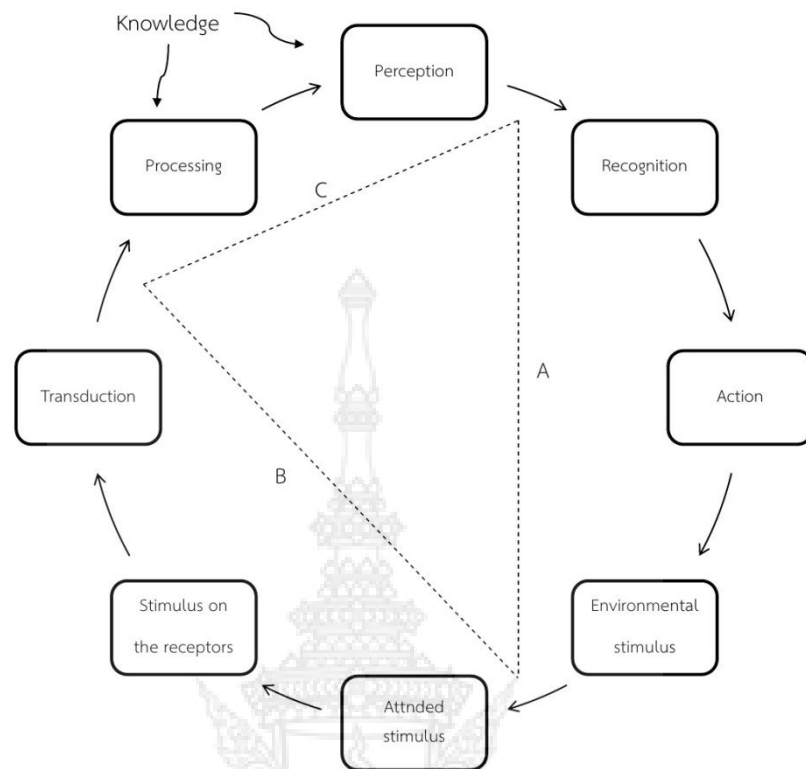 Knowledge
Perception
Processing
Recognition
C
Transduction
A
Action
B
Stimulus on
the receptors
Environmental
stimulus
Attnded
stimulus